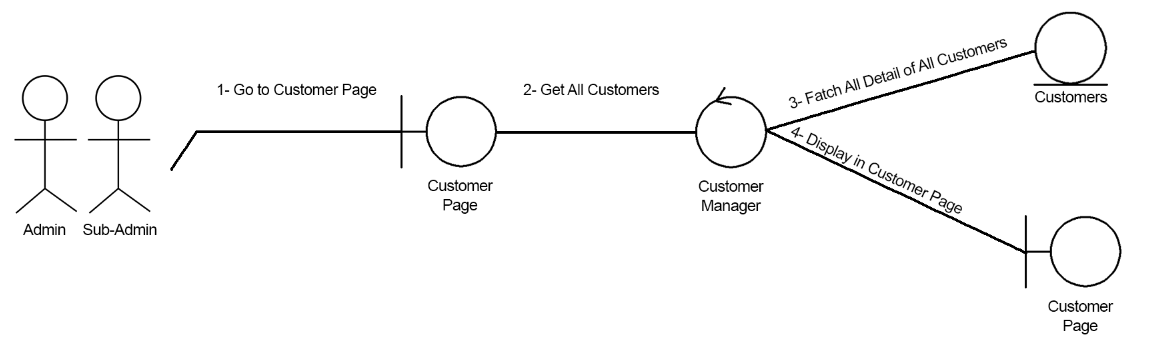 1- Go to Customer Page
2- Get All Customers
3- Fatch All Detail of All Customers
4- Display in Customer Page
Admin
Sub-Admin
Customer
Page
Customer
Manager
Customers
Customer
Page